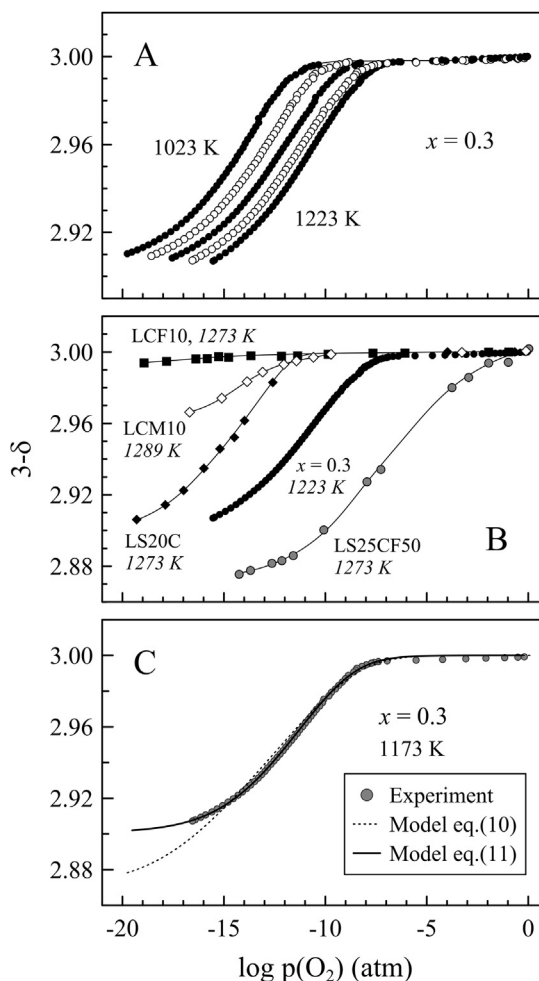 A
3.00
2.96
2.92
1023 K
x = 0.3
1223 K
LCF10, 1273 K
3.00
LCM10
1289 K
2.96
x = 0.3
1223 K
2.92
LS20C
1273 K
LS25CF50
1273 K
B
2.88
3-δ
C
3.00
x = 0.3
1173 K
2.96
2.92
2.88
Experiment
Model eq.(10)
Model eq.(11)
-20 -15 -10 -5 0
log p(O₂) (atm)